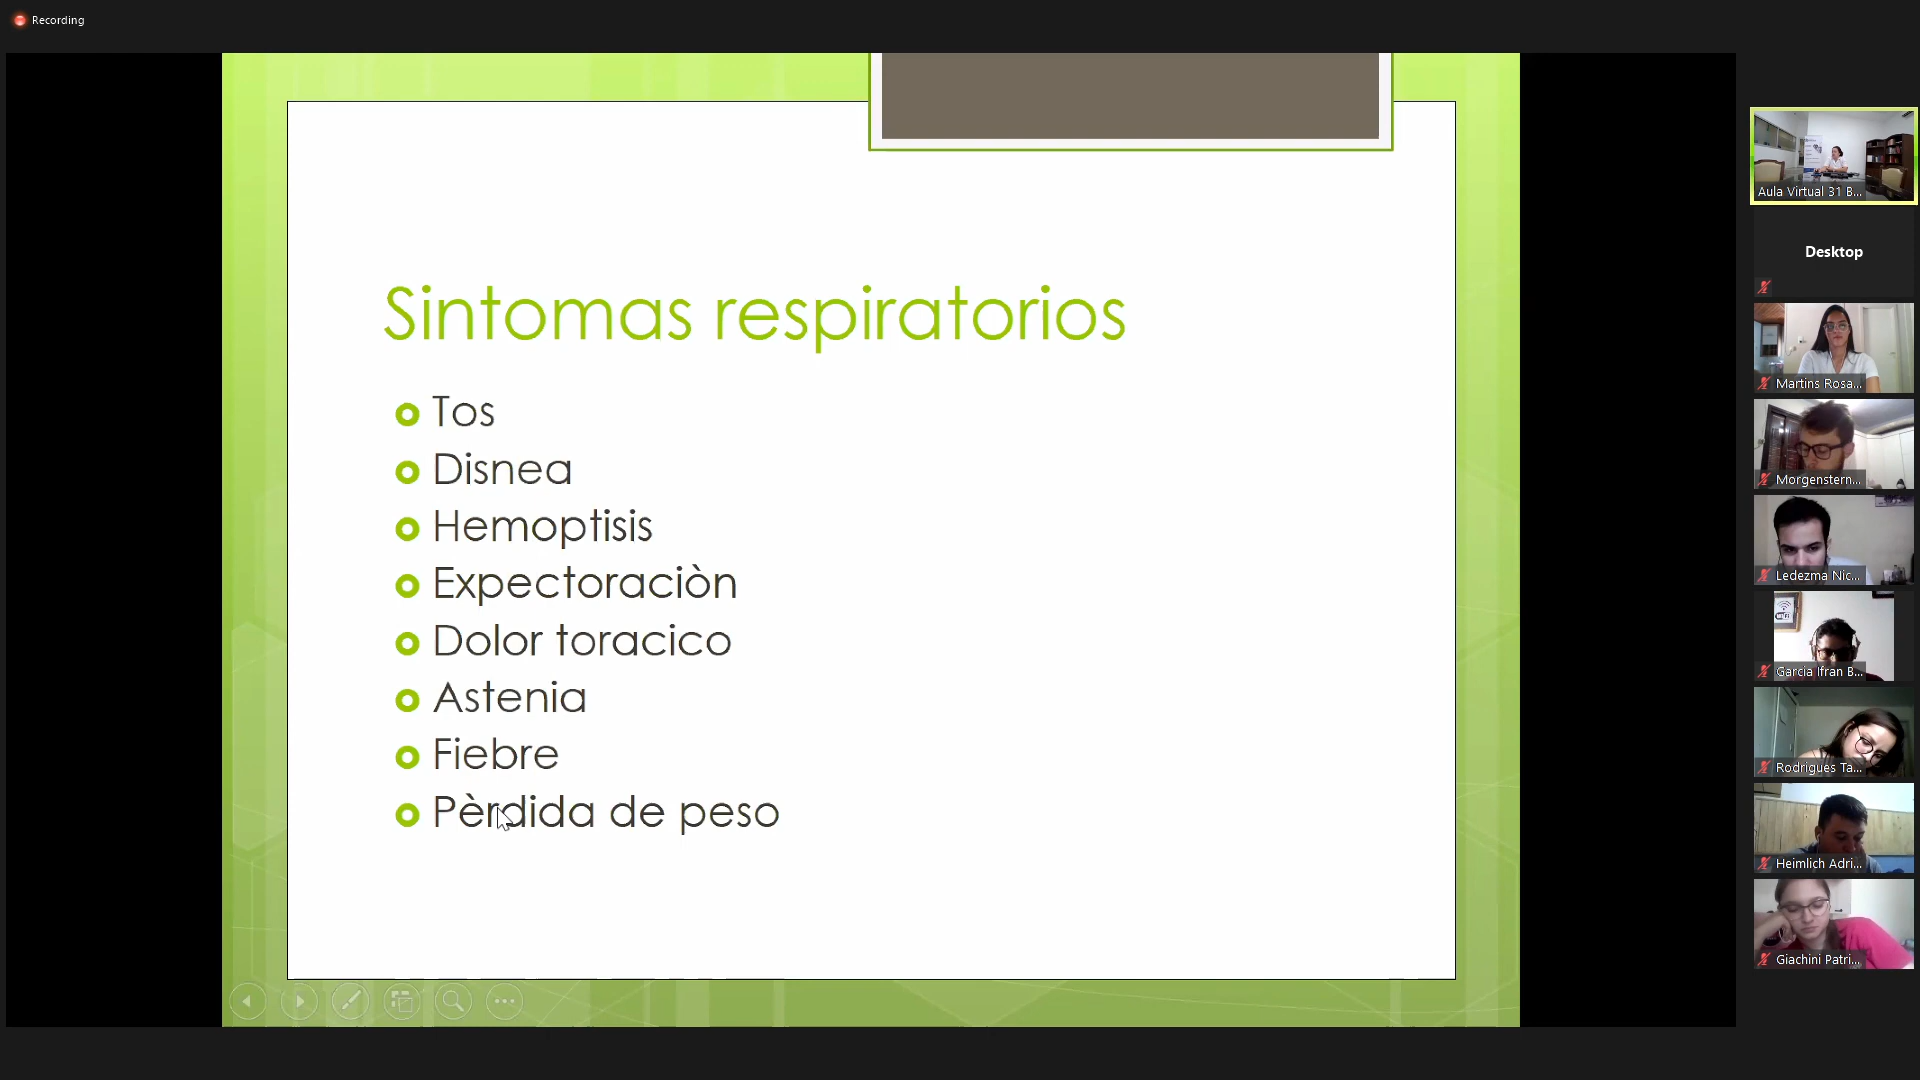 Recording
Sintomas respiratorios
Tos
Disnea
Hemoptisis
Expectoraciòn
Dolor toracico
Astenia
Fiebre
Pèrdida de peso
Aula Virtual 31 B...
Desktop
Martins Rosa...
Morgenstern...
Ledezma Nic...
Garcia Ifran B...
Rodrigues Ta...
Heimlich Adri...
Giachini Patri...